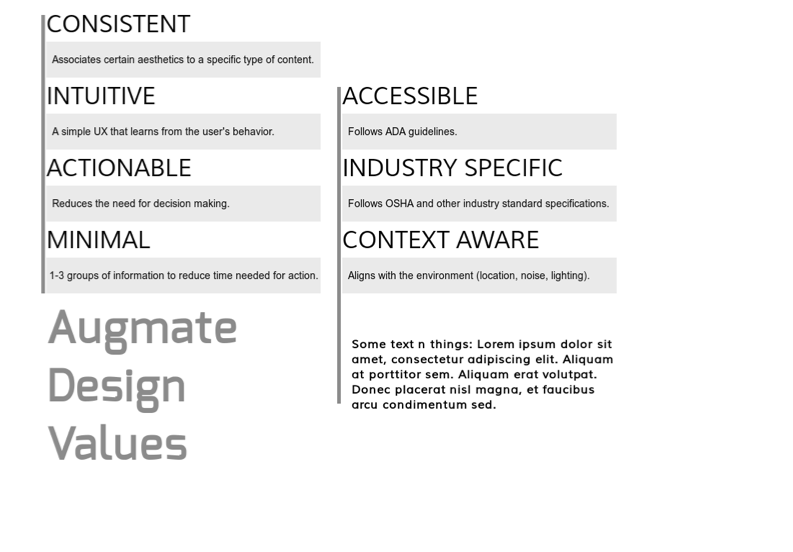 CONSISTENT
Associates certain aesthetics to a specific type of content.
INTUITIVE
A simple UX that learns from the user's behavior.
ACTIONABLE
Reduces the need for decision making.
MINIMAL
1-3 groups of information to reduce time needed for action.
Augmate
Design
Values
ACCESSIBLE
Follows ADA guidelines.
INDUSTRY SPECIFIC
Follows OSHA and other industry standard specifications.
CONTEXT AWARE
Aligns with the environment (location, noise, lighting).
Some text n things: Lorem ipsum dolor sit
amet, consectetur adipiscing elit. Aliquam
at porttitor sem. Aliquam erat volutpat.
Donec placerat nisl magna, et faucibus
arcu condimentum sed.